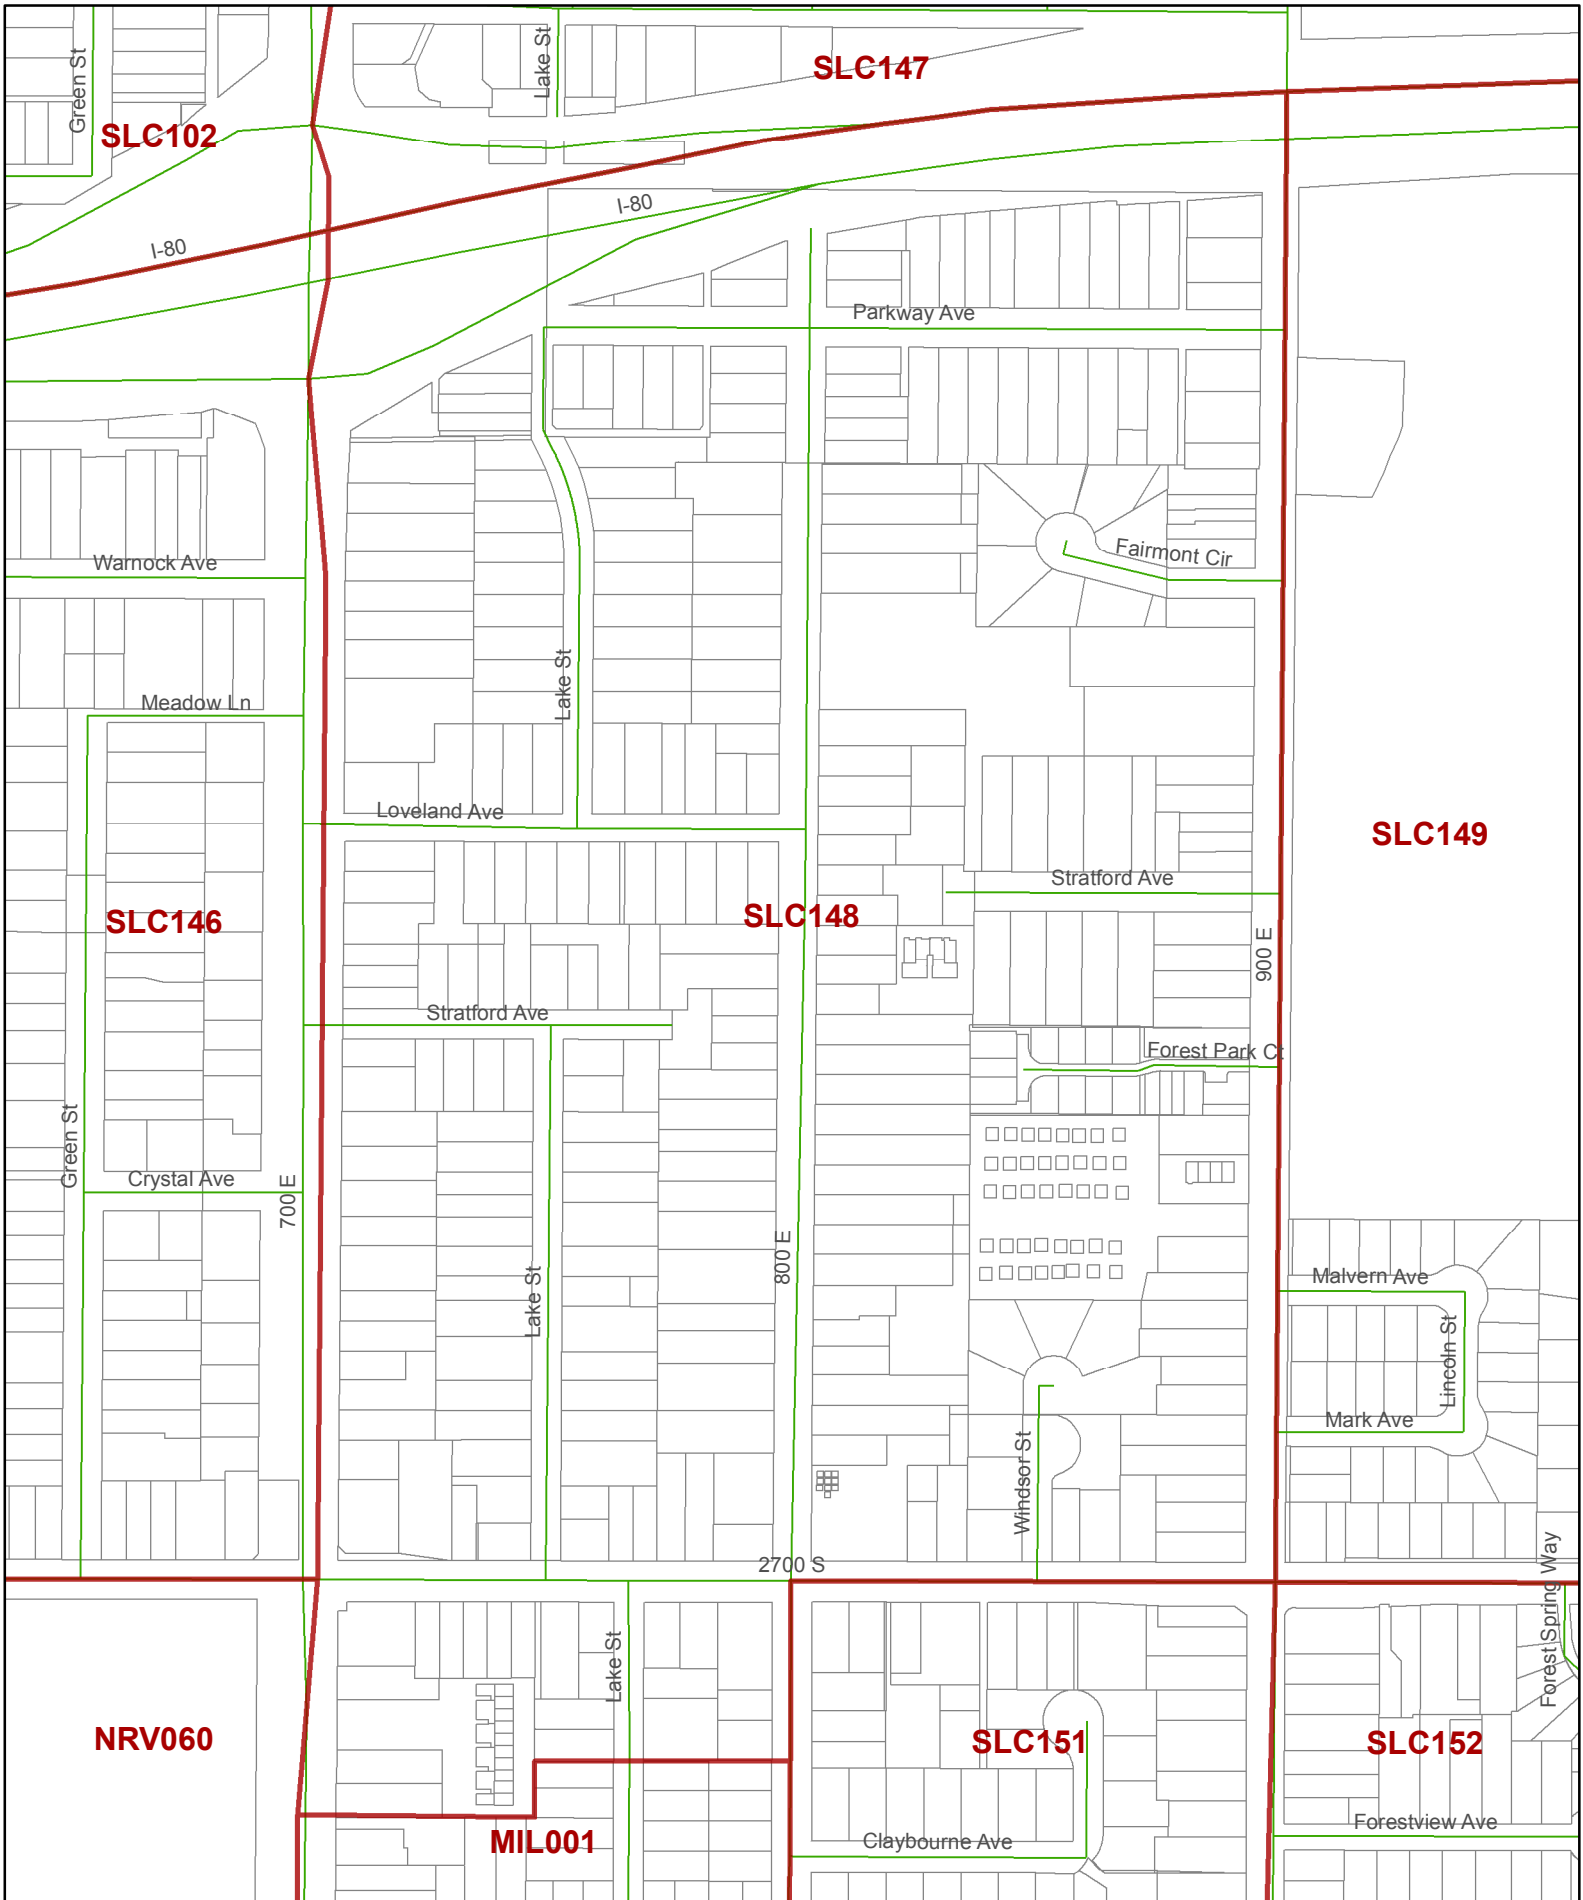 Green St
Lake St
SLC147
SLC102
I-80
I-80
Parkway Ave
Warnock Ave
Fairmont Cir
Lake St
Meadow Ln
Loveland Ave
SLC149
Stratford Ave
SLC146
SLC148
900 E
Stratford Ave
Forest Park Ct
Green St
Crystal Ave
700 E
800 E
Lake St
Malvern Ave
Lincoln St
Mark Ave
Windsor St
2700 S
Forest Spring Way
Lake St
NRV060
SLC151
SLC152
MIL001
Claybourne Ave
Forestview Ave